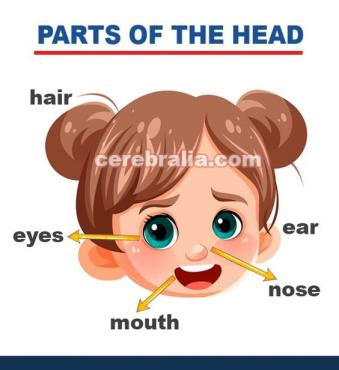 PARTS OF THE HEAD
hair
cerebralia.com
ear
eyes
nose
mouth